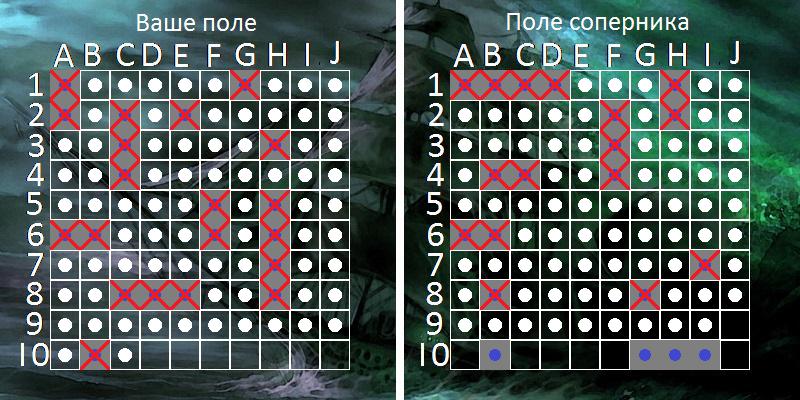 Ваше поле
Поле соперника
A B C D E F G H I J
A B C D E F G H I J
1 1
2 2
3 3
4 4
5 5
6 6
7 7
8 8
9 9
10 10